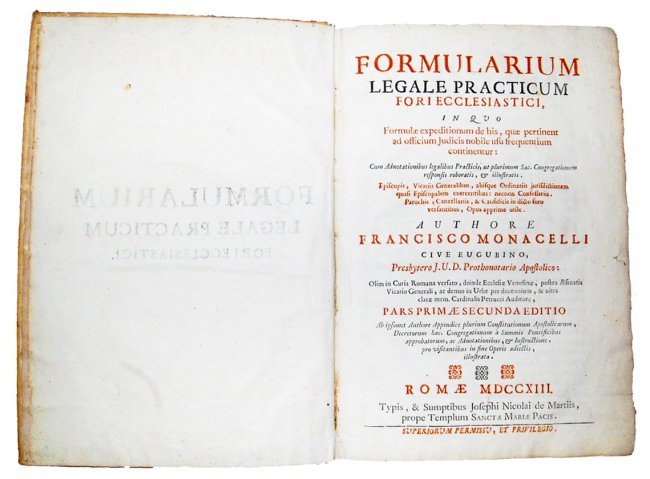 FORMULARIUM
LEGALE PRACTICUM
FORI ECCLESIASTICI,
IN QUO
Formulæ expeditionum de his, quæ pertinent
ad officium Judicis nobile usu frequentium
continentur:
Cum Adnotationibus legalibus Practicis, ut plurimum Sac. Congregationum
responsis roboratis, & illustratis.
Episcopis, Vicariis Generalibus, aliisque Ordinariis jurisdictionem
quasi Episcopalem exercentibus: necnon Consessariis,
Parochis, Cancellariis, & Causidicis in dicto foro
versantibus, Opus apprime utile.
AUTHORE
FRANCISCO MONACELLI
CIVE EUGUBINO,
Presbytero J.U.D. Prothonotario Apostolico:
Olim in Curia Romana versato, deinde Ecclesiæ Venusinæ, postea
Vicario Generali, ac denuo in Urbe per decennium, & ultra
claræ mem. Cardinalis Petrucci Auditore,
PARS PRIMÆ SECUNDA EDITIO
Ab ipsomet Authore Appendice plurium Constitutionum Apostolicarum,
Decretorum Sac. Congregationum à Summis Pontificibus
approbatorum, ac Adnotationibus, & Instructione.
pro visitantibus in fine Operis adjectis,
illustrata.
ROMÆ MDCCXIII.
Typis, & Sumptibus Josephi Nicolai de Martiis,
prope Templum SANCTÆ MARIÆ PACIS.
SUPERIORUM PERMISSU, ET PRIVILEGIO.